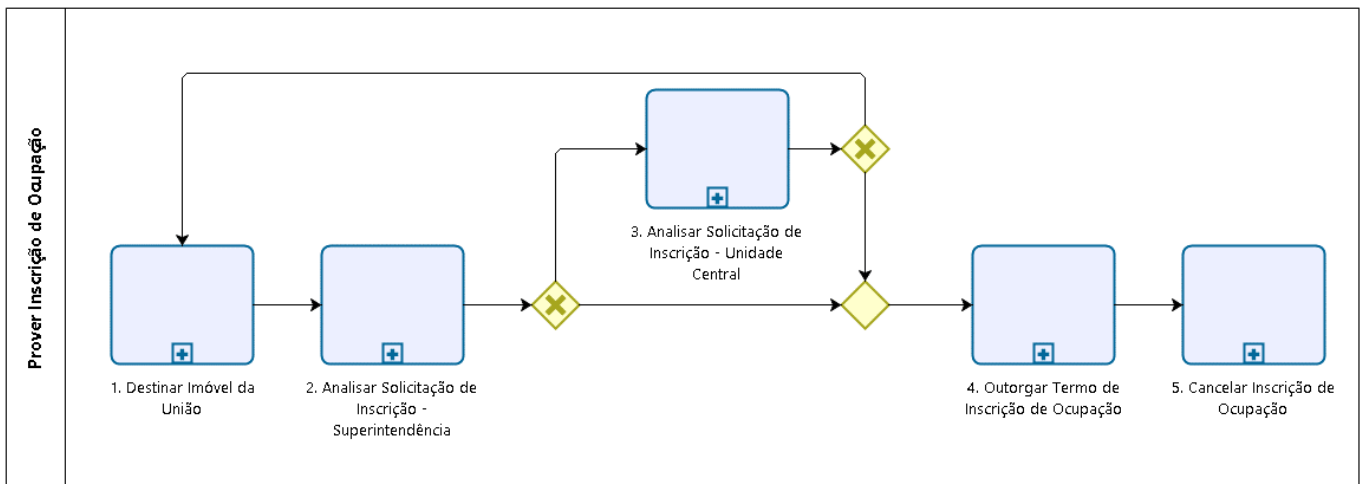 Prover Inscrição de Ocupação
3. Analisar Solicitação de
Inscrição - Unidade
Central
1. Destinar Imóvel da
União
2. Analisar Solicitação de
Inscrição -
Superintendência
4. Outorgar Termo de
Inscrição de Ocupação
5. Cancelar Inscrição de
Ocupação